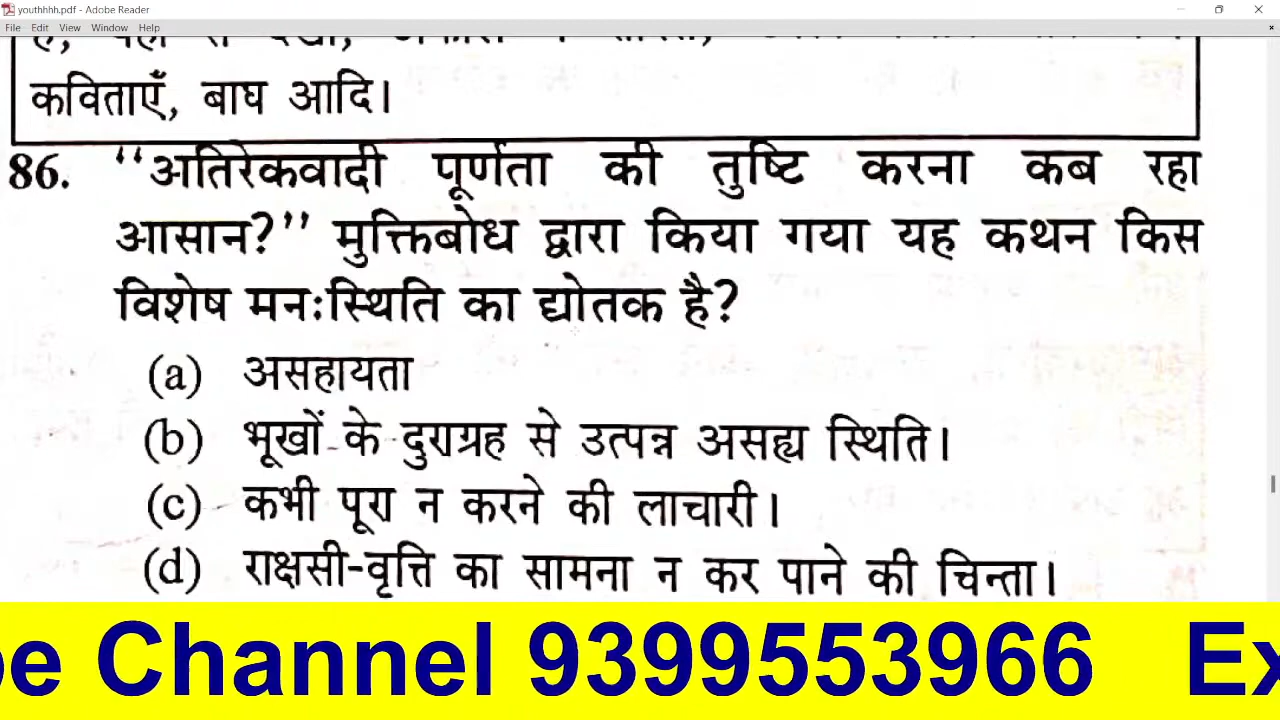 youthhhh.pdf - Adobe Reader
File Edit View Window Help
कविताएँ, बाघ आदि।
86. ‘‘अतिरेकवादी पूर्णता की तुष्टि करना कब रहा
आसान?’’ मुक्तिबोध द्वारा किया गया यह कथन किस
विशेष मनःस्थिति का द्योतक है?
(a) असहायता
(b) भूखों के दुराग्रह से उत्पन्न असह्य स्थिति।
(c) कभी पूरा न करने की लाचारी।
(d) राक्षसी-वृत्ति का सामना न कर पाने की चिन्ता।
be Channel 9399553966 Ex